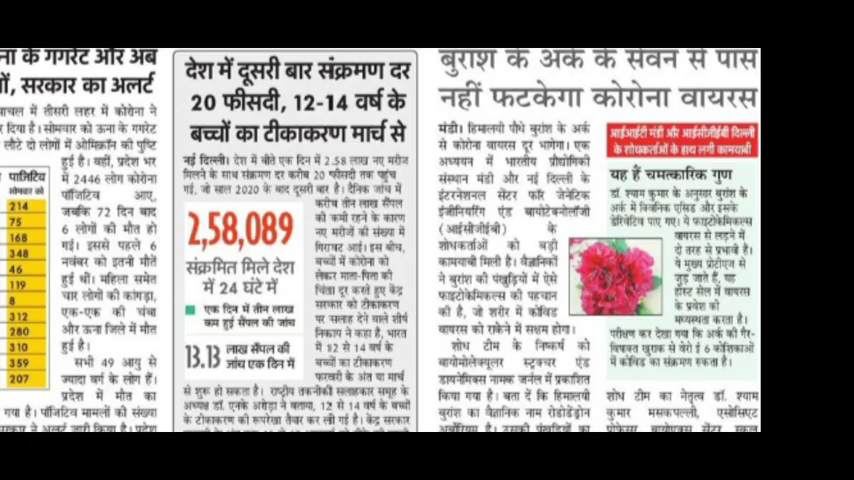 ना के गगरेट और अब
ों, सरकार का अलर्ट
माचल में तीसरी लहर में कोरोना ने
दिया है। सोमवार को ऊना के गगरेट
लौटे दो लोगों में ओमिक्रॉन की पुष्टि
हुई है। वहीं, प्रदेश भर
में 2446 लोग कोरोना
पॉजिटिव आए,
जबकि 72 दिन बाद
6 लोगों की मौत हो
गई। इससे पहले 6
नवंबर को इतनी मौतें
हुई थीं। महिला समेत
चार लोगों की कांगड़ा,
एक-एक की चंबा
और ऊना जिले में मौत
हुई है।
सभी 49 आयु से
ज्यादा वर्ग के लोग हैं।
प्रदेश में मौत का
गया है। पॉजिटिव मामलों की संख्या
सरकार ने अलर्ट जारी किया है। प्रदेश
पाजिटिव
सोमवार को
214
75
168
348
46
119
8
312
280
310
359
207
देश में दूसरी बार संक्रमण दर
20 फीसदी, 12-14 वर्ष के
बच्चों का टीकाकरण मार्च से
नई दिल्ली। देश में बीते एक दिन में 2.58 लाख नए मरीज
मिलने के साथ संक्रमण दर करीब 20 फीसदी तक पहुंच
गई, जो साल 2020 के बाद दूसरी बार है। दैनिक जांच में
करीब तीन लाख सैंपल
की कमी रहने के कारण
नए मरीजों की संख्या में
गिरावट आई। इस बीच,
बच्चों में कोरोना को
लेकर माता-पिता की
चिंता दूर करते हुए केंद्र
सरकार को टीकाकरण
पर सलाह देने वाले शीर्ष
निकाय ने कहा है, भारत
में 12 से 14 वर्ष के
बच्चों का टीकाकरण
फरवरी के अंत या मार्च
से शुरू हो सकता है। राष्ट्रीय तकनीकी सलाहकार समूह के
अध्यक्ष डॉ. एनके अरोड़ा ने बताया, 12 से 14 वर्ष के बच्चों
के टीकाकरण की रूपरेखा तैयार कर ली गई है। केंद्र सरकार
2,58,089
संक्रमित मिले देश
में 24 घंटे में
एक दिन में तीन लाख
कम हुई सैंपल की जांच
13.13 लाख सैंपल की
जांच एक दिन में
बुरांश के अर्क के सेवन से पास
नहीं फटकेगा कोरोना वायरस
मंडी। हिमालयी पौधे बुरांश के अर्क
से कोरोना वायरस दूर भागेगा। एक
अध्ययन में भारतीय प्रौद्योगिकी
संस्थान मंडी और नई दिल्ली के
इंटरनेशनल सेंटर फॉर जेनेटिक
इंजीनियरिंग एंड बायोटेक्नोलॉजी
(आईसीजीईबी) के
शोधकर्ताओं को बड़ी
कामयाबी मिली है। वैज्ञानिकों
ने बुरांश की पंखुड़ियों में ऐसे
फाइटोकेमिकल्स की पहचान
की है, जो शरीर में कोविड
वायरस को राकेने में सक्षम होगा।
शोध टीम के निष्कर्ष को
बायोमोलेक्यूलर स्ट्रक्चर एंड
डायनेमिक्स नामक जर्नल में प्रकाशित
किया गया है। बता दें कि हिमालयी
बुरांश का वैज्ञानिक नाम रोडोडेंड्रोन
अर्बोरियम है। उसकी पंखुड़ियों का
आईआईटी मंडी और आईसीजीईबी दिल्ली
के शोधकर्ताओं के हाथ लगी कामयाबी
यह हैं चमत्कारिक गुण
डॉ. श्याम कुमार के अनुसार बुरांश के
अर्क में क्विनिक एसिड और इसके
डेरिवेटिव पाए गए। ये फाइटोकेमिकल्स
वायरस से लड़ने में
दो तरह से प्रभावी हैं।
ये मुख्य प्रोटीएज से
जुड़ जाते हैं, यह
होस्ट सेल में वायरस
के प्रवेश की
मध्यस्थता करता है।
परीक्षण कर देखा गया कि अर्क की गैर-
विषाक्त खुराक से वेरो ई 6 कोशिकाओं
में कोविड का संक्रमण रुकता है।
शोध टीम का नेतृत्व डॉ. श्याम
कुमार मसकपल्ली, एसोसिएट
प्रोफेसर, बायोएक्स सेंटर, स्कूल